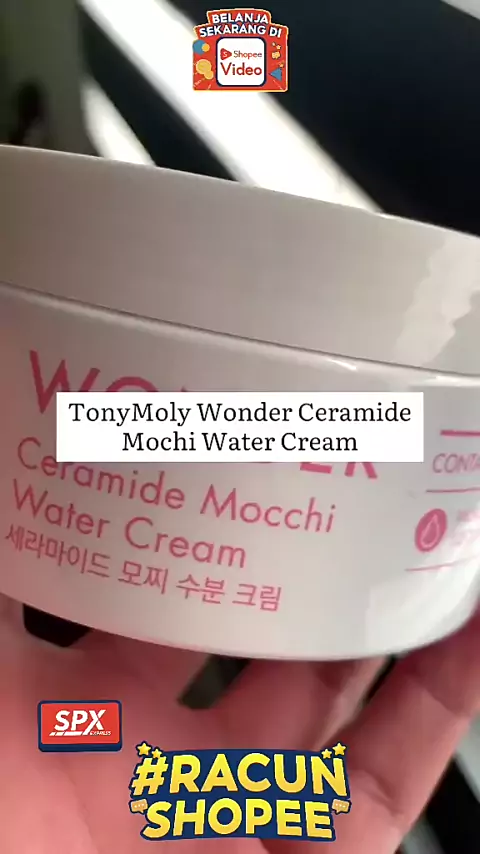 BELANJA
SEKARANG DI
Shopee
Video
TonyMoly Wonder Ceramide
Mochi Water Cream
Ceramide Mocchi
Water Cream
세라마이드 모찌 수분 크림
SPX
EXPRESS
#RACUN
SHOPEE